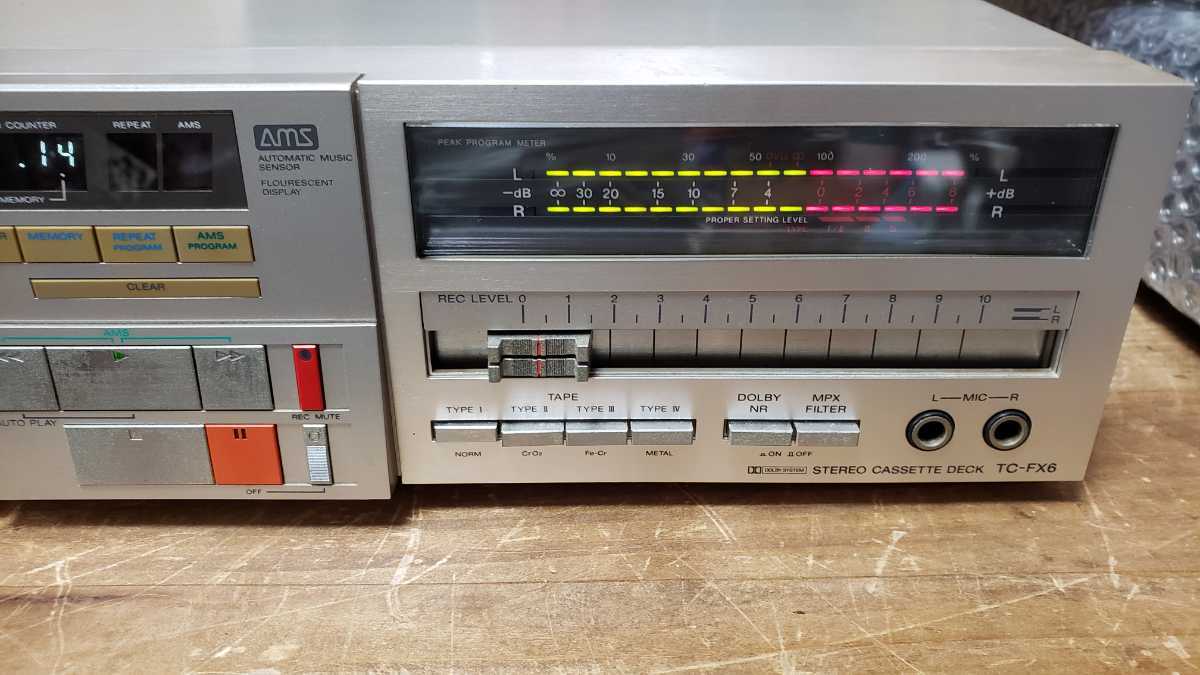 COUNTER
REPEAT AMS
.14
MEMORY
AMS
AUTOMATIC MUSIC
SENSOR
FLOURESCENT
DISPLAY
MEMORY
REPEAT
PROGRAM
AMS
PROGRAM
CLEAR
AMS
REC MUTE
AUTO PLAY
OFF
PEAK PROGRAM METER
% 10 30 50 100 200 %
L
−dB ∞ 30 20 15 10 7 4 0 2 4 6 8 +dB
R R
PROPER SETTING LEVEL
REC LEVEL 0 1 2 3 4 5 6 7 8 9 10
L
R
TAPE
TYPE I TYPE II TYPE III TYPE IV
NORM CrO2 Fe-Cr METAL
DOLBY
NR
MPX
FILTER
ON OFF
L MIC R
DOLBY SYSTEM STEREO CASSETTE DECK TC-FX6